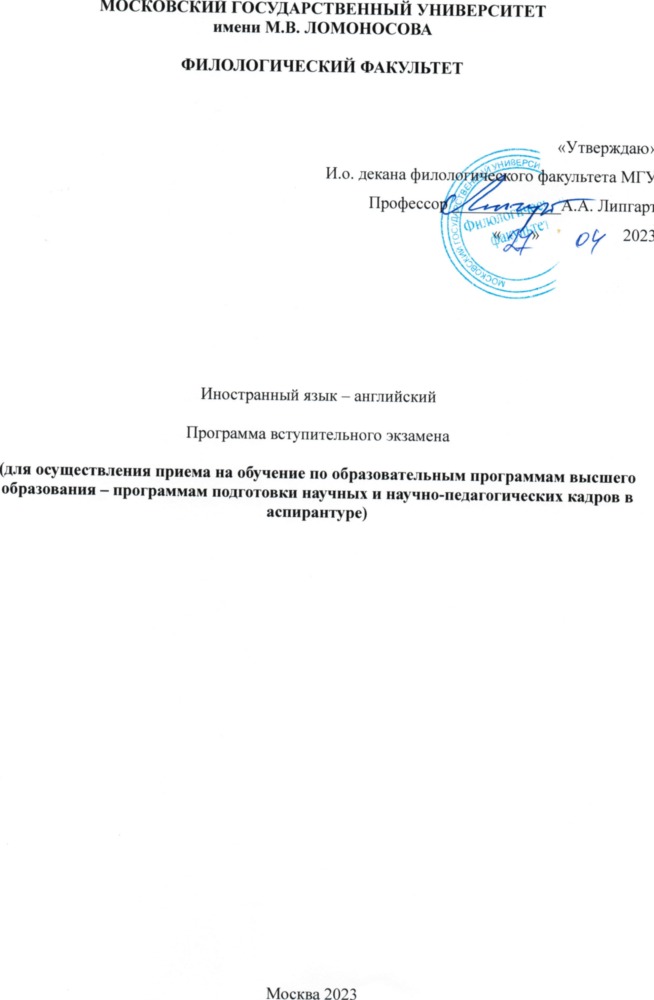 МОСКОВСКИЙ ГОСУДАРСТВЕННЫЙ УНИВЕРСИТЕТ
имени М.В. ЛОМОНОСОВА
ФИЛОЛОГИЧЕСКИЙ ФАКУЛЬТЕТ
«Утверждаю»
И.о. декана филологического факультета МГУ
Профессор А.А. Липгарт
«27» 04 2023
МОСКОВСКИЙ ГОСУДАРСТВЕННЫЙ УНИВЕРСИ
Филологичес
факультет
Иностранный язык – английский
Программа вступительного экзамена
(для осуществления приема на обучение по образовательным программам высшего
образования – программам подготовки научных и научно-педагогических кадров в
аспирантуре)
Москва 2023